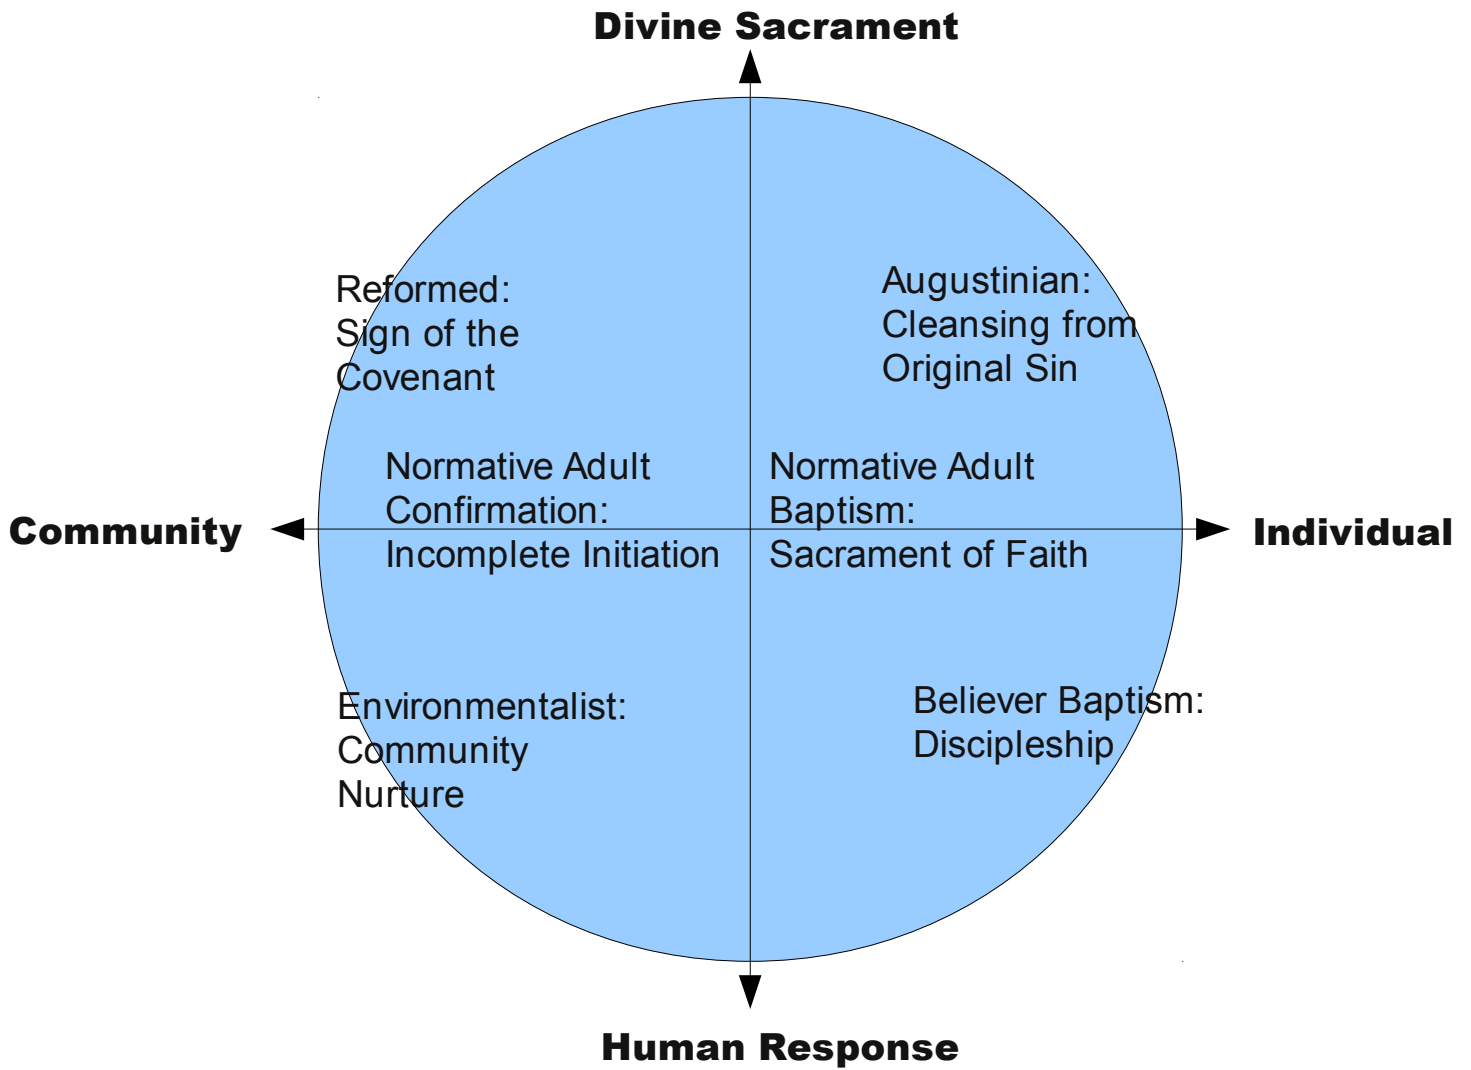 Divine Sacrament
Reformed:
Sign of the
Covenant
Augustinian:
Cleansing from
Original Sin
Normative Adult
Confirmation:
Incomplete Initiation
Normative Adult
Baptism:
Sacrament of Faith
Community
Individual
Environmentalist:
Community
Nurture
Believer Baptism:
Discipleship
Human Response